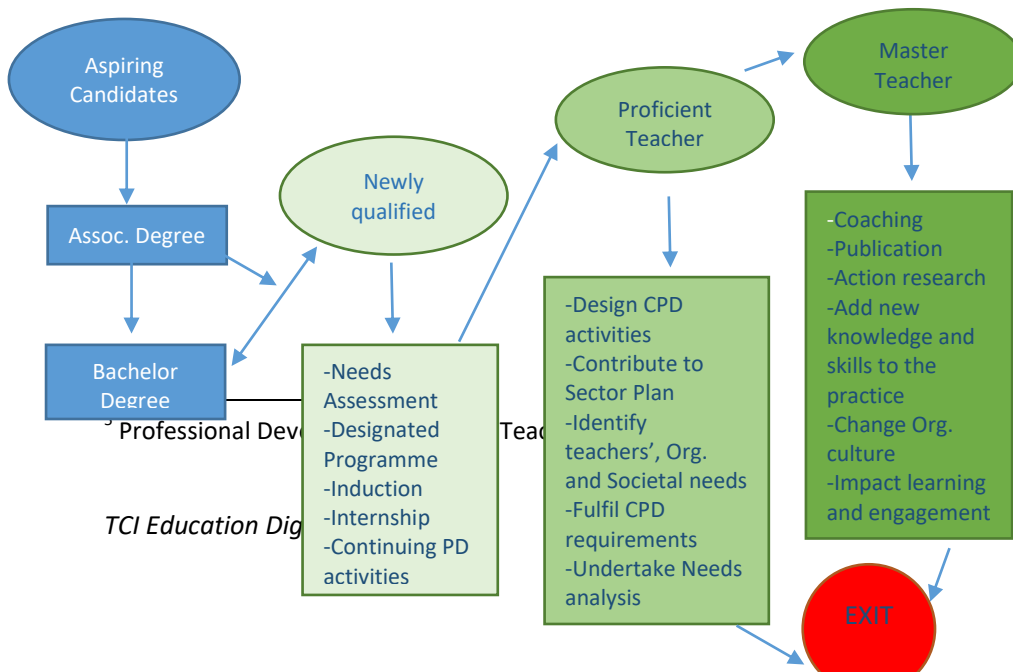 Aspiring
Candidates
Assoc. Degree
Bachelor
Degree
Newly
qualified
-Needs
Assessment
-Designated
Programme
-Induction
-Internship
-Continuing PD
activities
Proficient
Teacher
-Design CPD
activities
-Contribute to
Sector Plan
-Identify
teachers’, Org.
and Societal needs
-Fulfil CPD
requirements
-Undertake Needs
analysis
Master
Teacher
-Coaching
-Publication
-Action research
-Add new
knowledge and
skills to the
practice
-Change Org.
culture
-Impact learning
and engagement
EXIT
Professional
TCI Education